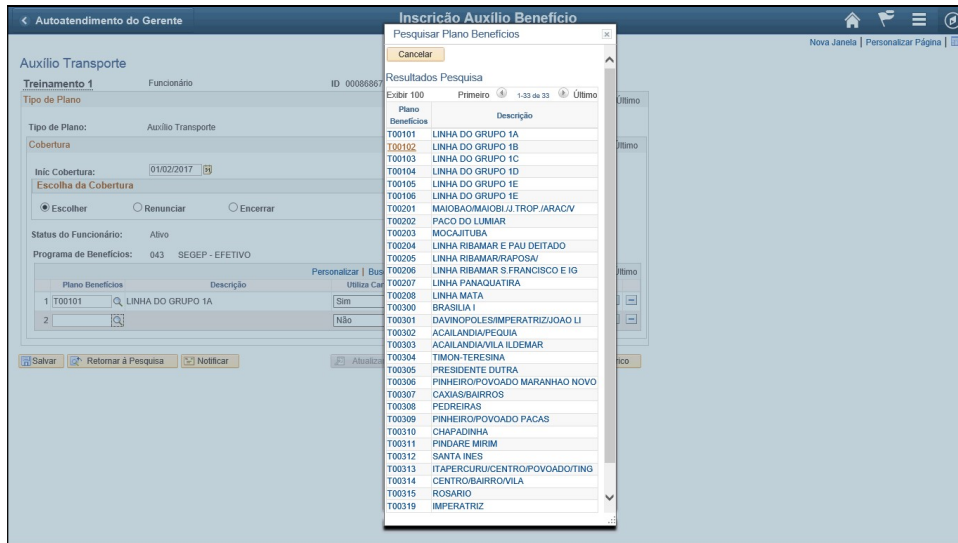 Autoatendimento do Gerente
Inscrição Auxílio Benefício
Nova Janela | Personalizar Página |
Auxílio Transporte
Treinamento 1 Funcionário ID 00086867
Tipo de Plano Último
Tipo de Plano: Auxílio Transporte
Cobertura Último
Iníc Cobertura: 01/02/2017
Escolha da Cobertura
Escolher Renunciar Encerrar
Status do Funcionário: Ativo
Programa de Benefícios: 043 SEGEP - EFETIVO
Personalizar | Bus Último
Plano Benefícios Descrição Utiliza Car
1 T00101 LINHA DO GRUPO 1A Sim
2 Não
Salvar Retornar à Pesquisa Notificar Atualiza rico
Pesquisar Plano Benefícios
Cancelar
Resultados Pesquisa
Exibir 100 Primeiro 1-33 de 33 Último
Plano Benefícios Descrição
T00101 LINHA DO GRUPO 1A
T00102 LINHA DO GRUPO 1B
T00103 LINHA DO GRUPO 1C
T00104 LINHA DO GRUPO 1D
T00105 LINHA DO GRUPO 1E
T00106 LINHA DO GRUPO 1E
T00201 MAIOBAO/MAIOBI./J.TROP./ARAC/V
T00202 PACO DO LUMIAR
T00203 MOCAJITUBA
T00204 LINHA RIBAMAR E PAU DEITADO
T00205 LINHA RIBAMAR/RAPOSA/
T00206 LINHA RIBAMAR S.FRANCISCO E IG
T00207 LINHA PANAQUATIRA
T00208 LINHA MATA
T00300 BRASILIA I
T00301 DAVINOPOLES/IMPERATRIZ/JOAO LI
T00302 ACAILANDIA/PEQUIA
T00303 ACAILANDIA/VILA ILDEMAR
T00304 TIMON-TERESINA
T00305 PRESIDENTE DUTRA
T00306 PINHEIRO/POVOADO MARANHAO NOVO
T00307 CAXIAS/BAIRROS
T00308 PEDREIRAS
T00309 PINHEIRO/POVOADO PACAS
T00310 CHAPADINHA
T00311 PINDARE MIRIM
T00312 SANTA INES
T00313 ITAPERCURU/CENTRO/POVOADO/TING
T00314 CENTRO/BAIRRO/VILA
T00315 ROSARIO
T00319 IMPERATRIZ